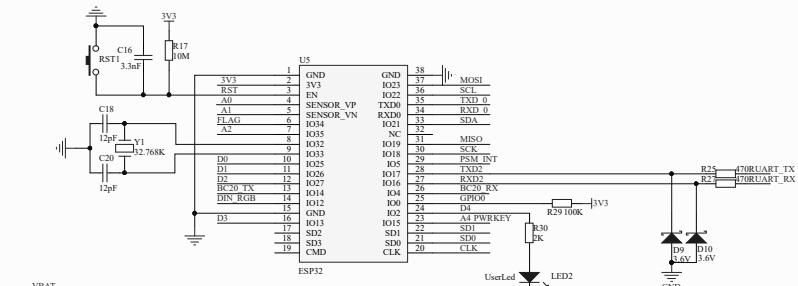 3V3
C16
R17
RST1
3.3nF
10M
U5
1 GND
3V3 2 3V3
RST 3 EN
A0 4 SENSOR_VP
A1 5 SENSOR_VN
FLAG 6 IO34
A2 7 IO35
8 IO32
9 IO33
D0 10 IO25
D1 11 IO26
D2 12 IO27
BC20_TX 13 IO14
DIN_RGB 14 IO12
15 GND
D3 16 IO13
17 SD2
18 SD3
19 CMD
ESP32
C18
12pF
Y1
32.768K
C20
12pF
GND 38
IO23 37 MOSI
IO22 36 SCL
TXD0 35 TXD_0
RXD0 34 RXD_0
IO21 33 SDA
NC 32
IO19 31 MISO
IO18 30 SCK
IO5 29 PSM_INT
IO17 28 TXD2
IO16 27 RXD2
IO4 26 BC20_RX
IO0 25 GPIO0
IO2 24 D4
IO15 23 A4 PWRKEY
SD1 22 SD1
SD0 21 SD0
CLK 20 CLK
R25 470R UART_TX
R27 470R UART_RX
R29 100K 3V3
R30
2K
D9
3.6V
D10
3.6V
UserLed
LED2
GND
VBAT